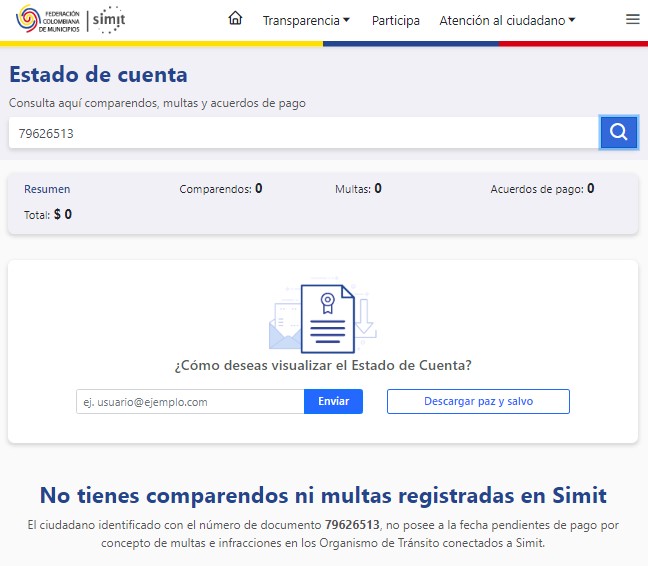 FEDERACIÓN
COLOMBIANA
DE MUNICIPIOS
simit
Transparencia
Participa
Atención al ciudadano
Estado de cuenta
Consulta aquí comparendos, multas y acuerdos de pago
79626513
Resumen
Comparendos: 0
Multas: 0
Acuerdos de pago: 0
Total: $ 0
¿Cómo deseas visualizar el Estado de Cuenta?
ej. usuario@ejemplo.com
Enviar
Descargar paz y salvo
No tienes comparendos ni multas registradas en Simit
El ciudadano identificado con el número de documento 79626513, no posee a la fecha pendientes de pago por
concepto de multas e infracciones en los Organismo de Tránsito conectados a Simit.